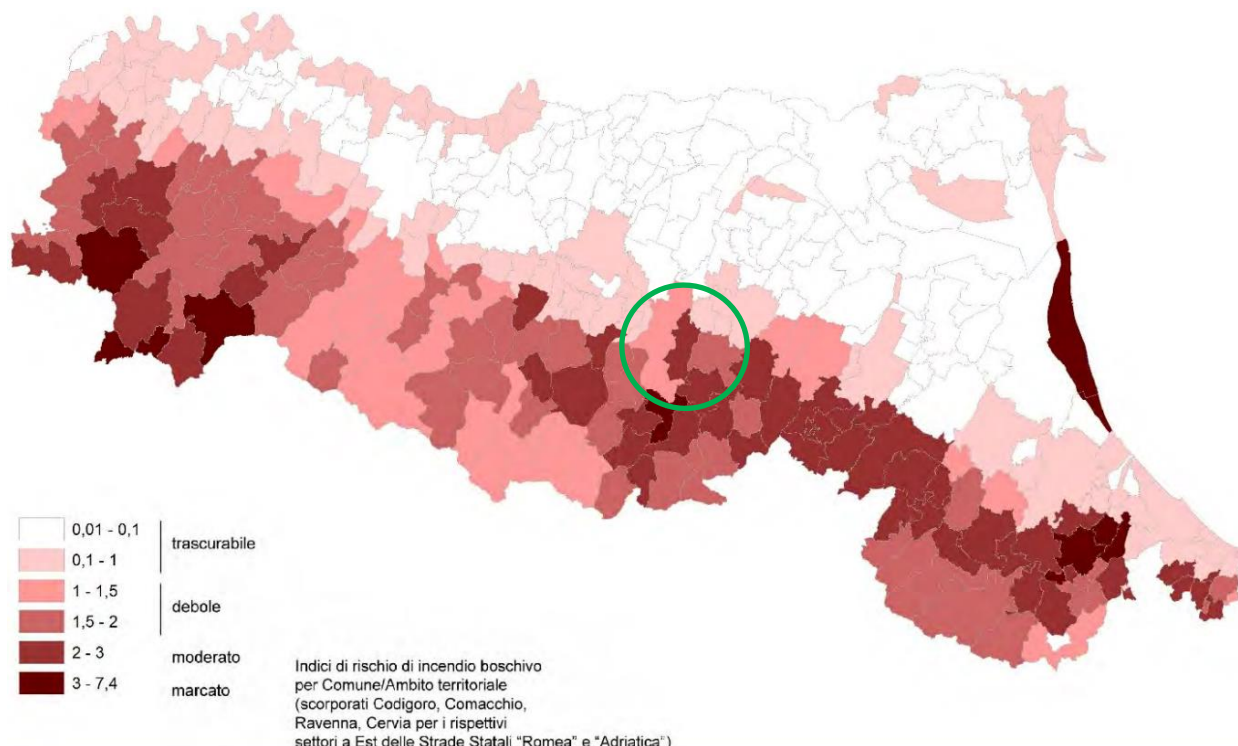 0,01 - 0,1
0,1 - 1
trascurabile
1 - 1,5
1,5 - 2
debole
2 - 3
moderato
3 - 7,4
marcato
Indici di rischio di incendio boschivo
per Comune/Ambito territoriale
(scorporati Codigoro, Comacchio,
Ravenna, Cervia per i rispettivi
settori a Est delle Strade Statali "Romea" e "Adriatica")